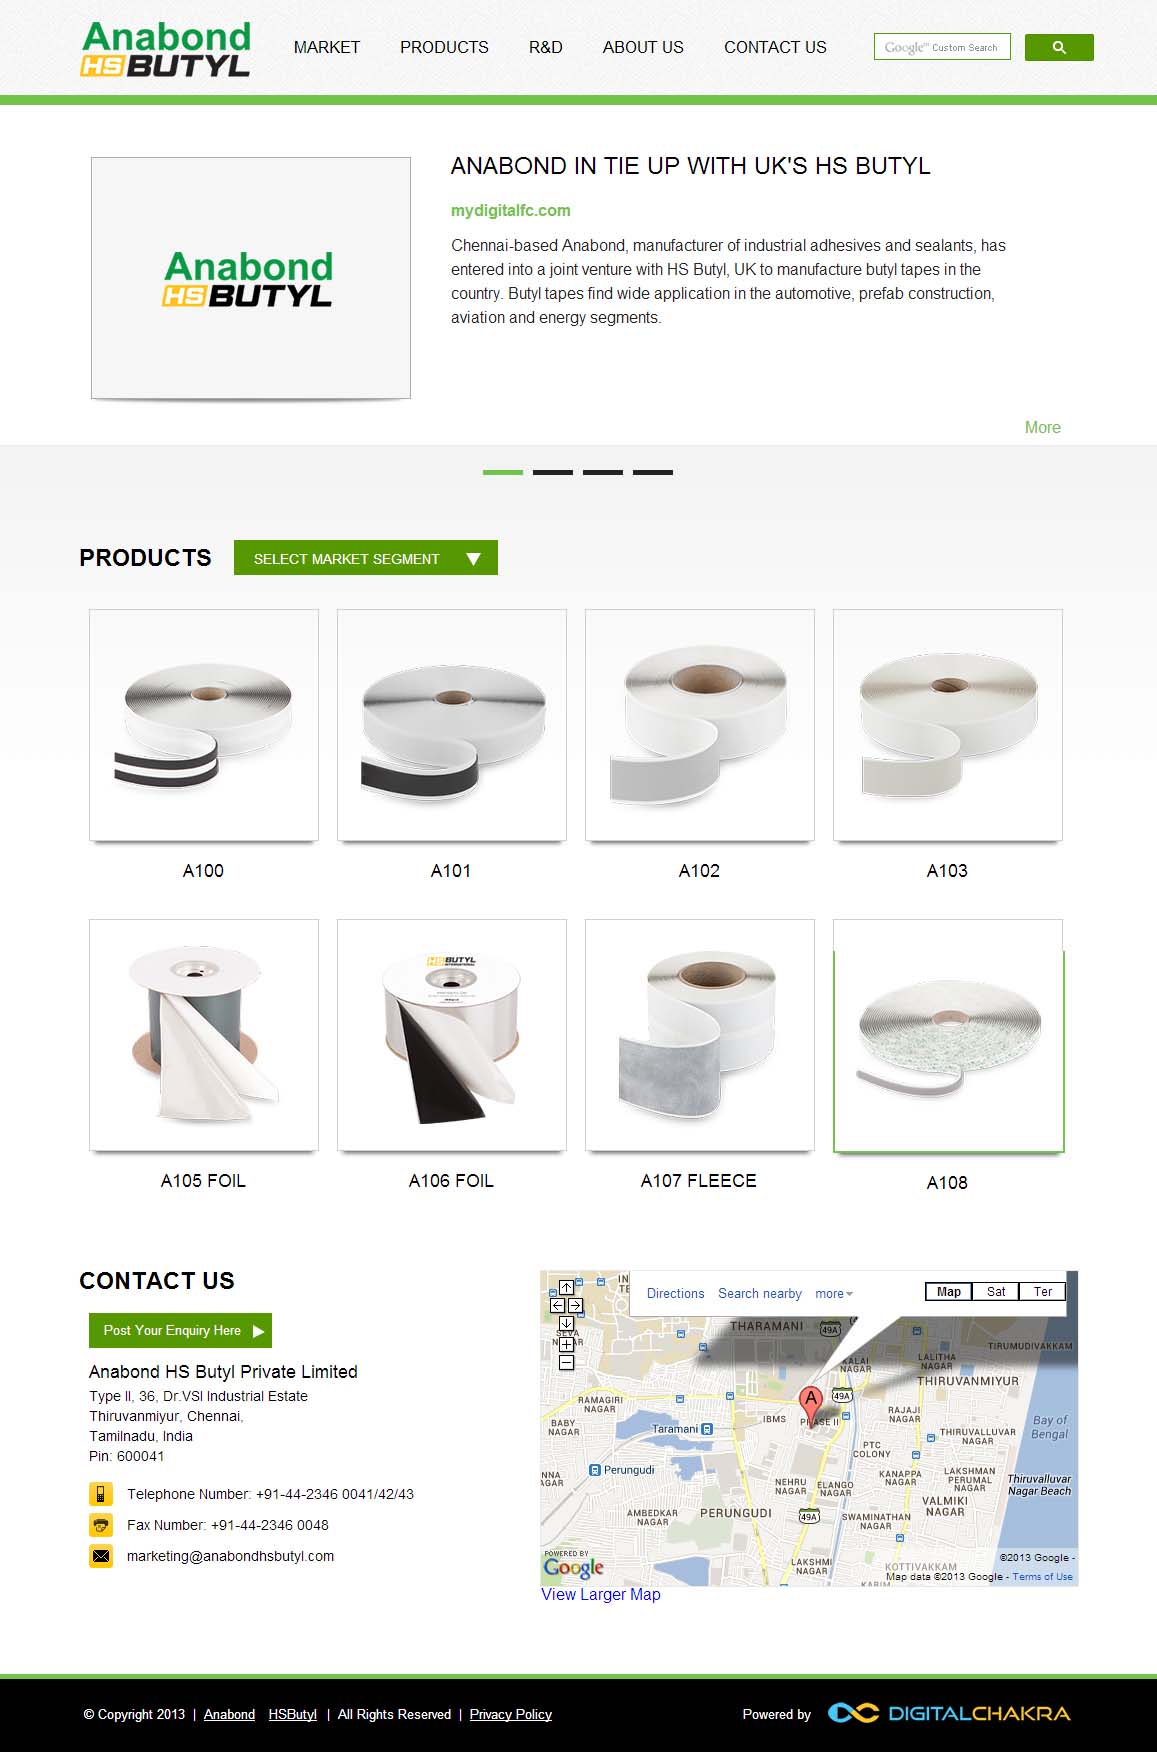 Anabond
HS BUTYL
MARKET PRODUCTS R&D ABOUT US CONTACT US
Google™ Custom Search
ANABOND IN TIE UP WITH UK'S HS BUTYL
mydigitalfc.com
Anabond
HS BUTYL
Chennai-based Anabond, manufacturer of industrial adhesives and sealants, has
entered into a joint venture with HS Butyl, UK to manufacture butyl tapes in the
country. Butyl tapes find wide application in the automotive, prefab construction,
aviation and energy segments.
More
PRODUCTS
SELECT MARKET SEGMENT
A100
A101
A102
A103
HS BUTYL
INTERNATIONAL
A105 FOIL
A106 FOIL
A107 FLEECE
A108
CONTACT US
Post Your Enquiry Here
Anabond HS Butyl Private Limited
Type II, 36, Dr.VSI Industrial Estate
Thiruvanmiyur, Chennai,
Tamilnadu, India
Pin: 600041
Telephone Number: +91-44-2346 0041/42/43
Fax Number: +91-44-2346 0048
marketing@anabondhsbutyl.com
Directions Search nearby more
Map Sat Ter
THARAMANI
49A
TIRUMUDIVAKKAM
KALAI
NAGAR
LALITHA
NAGAR
THIRUVANMIYUR
A
49A
RAMAGIRI
NAGAR
BABY
NAGAR
IBMS
PHASE II
RAJAJI
NAGAR
Bay of
Bengal
Taramani
THIRUVALLUVAR
NAGAR
PTC
COLONY
Perungudi
NEHRU
NAGAR
ELANGO
NAGAR
KANAPPA
NAGAR
LAKSHMAN
PERUMAL
NAGAR
Thiruvalluvar
Nagar Beach
AMBEDKAR
NAGAR
PERUNGUDI
49A
SWAMINATHAN
NAGAR
VALMIKI
NAGAR
LAKSHMI
NAGAR
KOTTIVAKKAM
KARIM
POWERED BY
Google
©2013 Google -
Map data ©2013 Google - Terms of Use
View Larger Map
© Copyright 2013 | Anabond HSButyl | All Rights Reserved | Privacy Policy
Powered by DIGITALCHAKRA